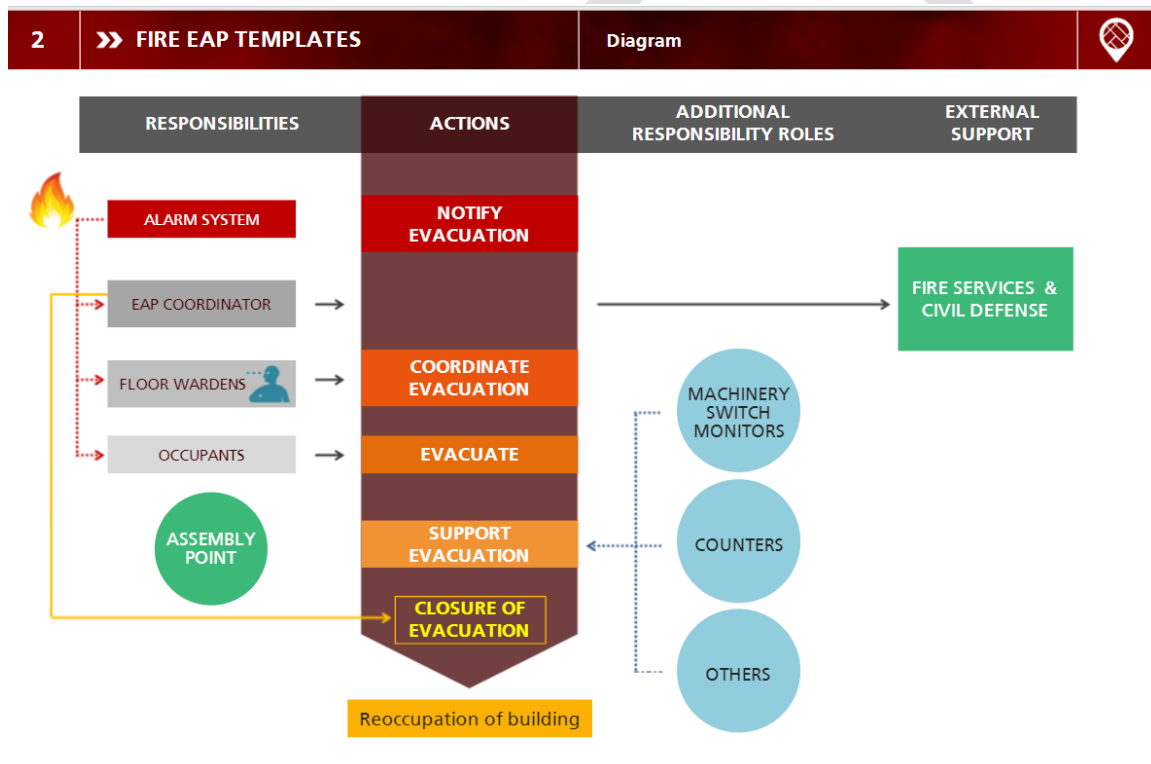 2
FIRE EAP TEMPLATES
Diagram
RESPONSIBILITIES
ACTIONS
ADDITIONAL
RESPONSIBILITY ROLES
EXTERNAL
SUPPORT
ALARM SYSTEM
NOTIFY
EVACUATION
EAP COORDINATOR
FIRE SERVICES &
CIVIL DEFENSE
FLOOR WARDENS
COORDINATE
EVACUATION
MACHINERY
SWITCH
MONITORS
OCCUPANTS
EVACUATE
ASSEMBLY
POINT
SUPPORT
EVACUATION
COUNTERS
CLOSURE OF
EVACUATION
OTHERS
Reoccupation of building